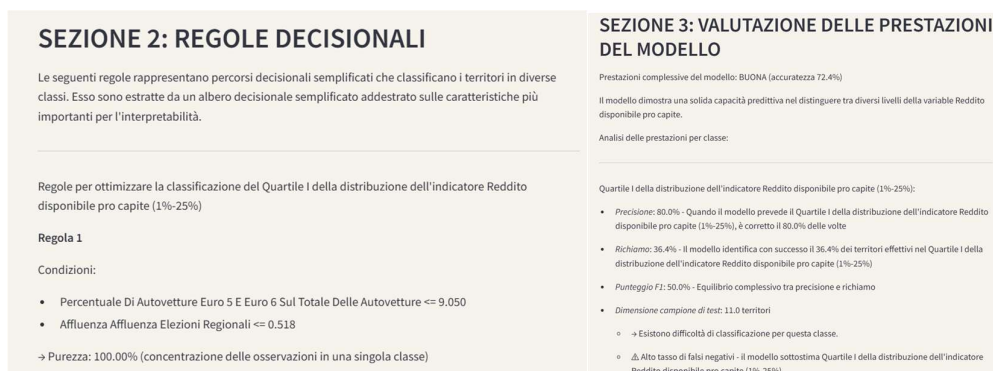 SEZIONE 2: REGOLE DECISIONALI
Le seguenti regole rappresentano percorsi decisionali semplificati che classificano i territori in diverse
classi. Esso sono estratte da un albero decisionale semplificato addestrato sulle caratteristiche più
importanti per l'interpretabilità.
Regole per ottimizzare la classificazione del Quartile I della distribuzione dell'indicatore Reddito
disponibile pro capite (1%-25%)
Regola 1
Condizioni:
• Percentuale Di Autovetture Euro 5 E Euro 6 Sul Totale Delle Autovetture <= 9.050
• Affluenza Affluenza Elezioni Regionali <= 0.518
→ Purezza: 100.00% (concentrazione delle osservazioni in una singola classe)
SEZIONE 3: VALUTAZIONE DELLE PRESTAZIONI
DEL MODELLO
Prestazioni complessive del modello: BUONA (accuratezza 72.4%)
Il modello dimostra una solida capacità predittiva nel distinguere tra diversi livelli della variable Reddito
disponibile pro capite.
Analisi delle prestazioni per classe:
Quartile I della distribuzione dell'indicatore Reddito disponibile pro capite (1%-25%):
• Precisione: 80.0% - Quando il modello prevede il Quartile I della distribuzione dell'indicatore Reddito
disponibile pro capite (1%-25%), è corretto il 80.0% delle volte
• Richiamo: 36.4% - Il modello identifica con successo il 36.4% dei territori effettivi nel Quartile I della
distribuzione dell'indicatore Reddito disponibile pro capite (1%-25%)
• Punteggio F1: 50.0% - Equilibrio complessivo tra precisione e richiamo
• Dimensione campione di test: 11.0 territori
◦ → Esistono difficoltà di classificazione per questa classe.
◦ ⚠ Alto tasso di falsi negativi - il modello sottostima Quartile I della distribuzione dell'indicatore
Reddito disponibile pro capite (1%-25%)